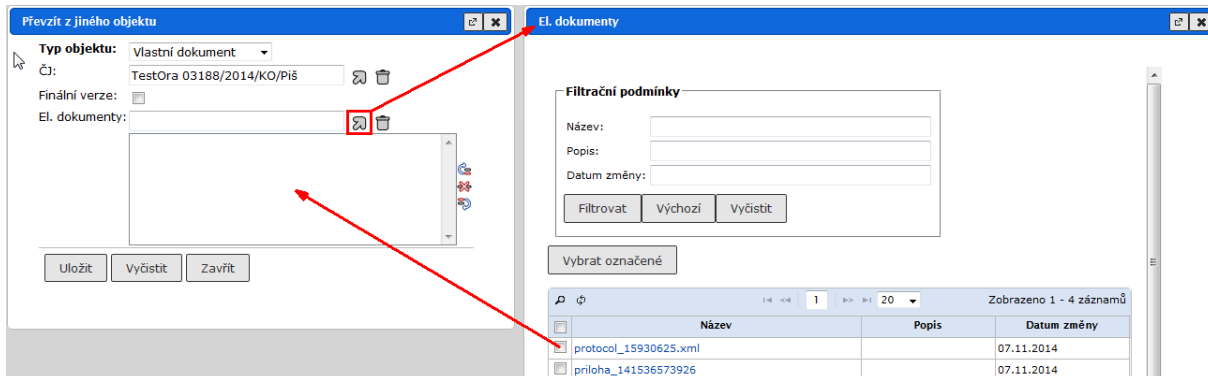 Převzít z jiného objektu
Typ objektu: Vlastní dokument
ČJ: TestOra 03188/2014/KO/Piš
Finální verze:
El. dokumenty:
Uložit Vyčistit Zavřít
El. dokumenty
Filtrační podmínky
Název:
Popis:
Datum změny:
Filtrovat Výchozí Vyčistit
Vybrat označené
1 20 Zobrazeno 1 - 4 záznamů
Název Popis Datum změny
protocol_15930625.xml 07.11.2014
priloha_141536573926 07.11.2014